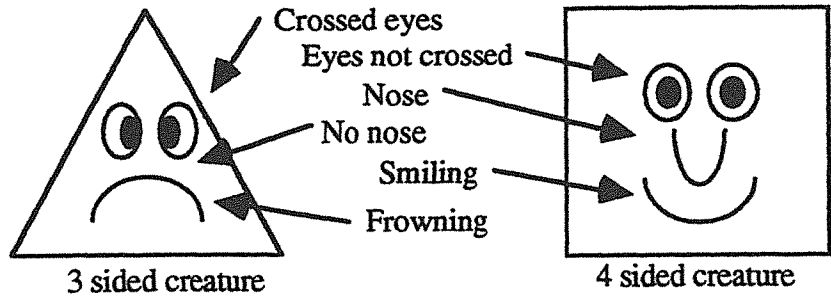 Crossed eyes
Eyes not crossed
Nose
No nose
Smiling
Frowning
3 sided creature
4 sided creature